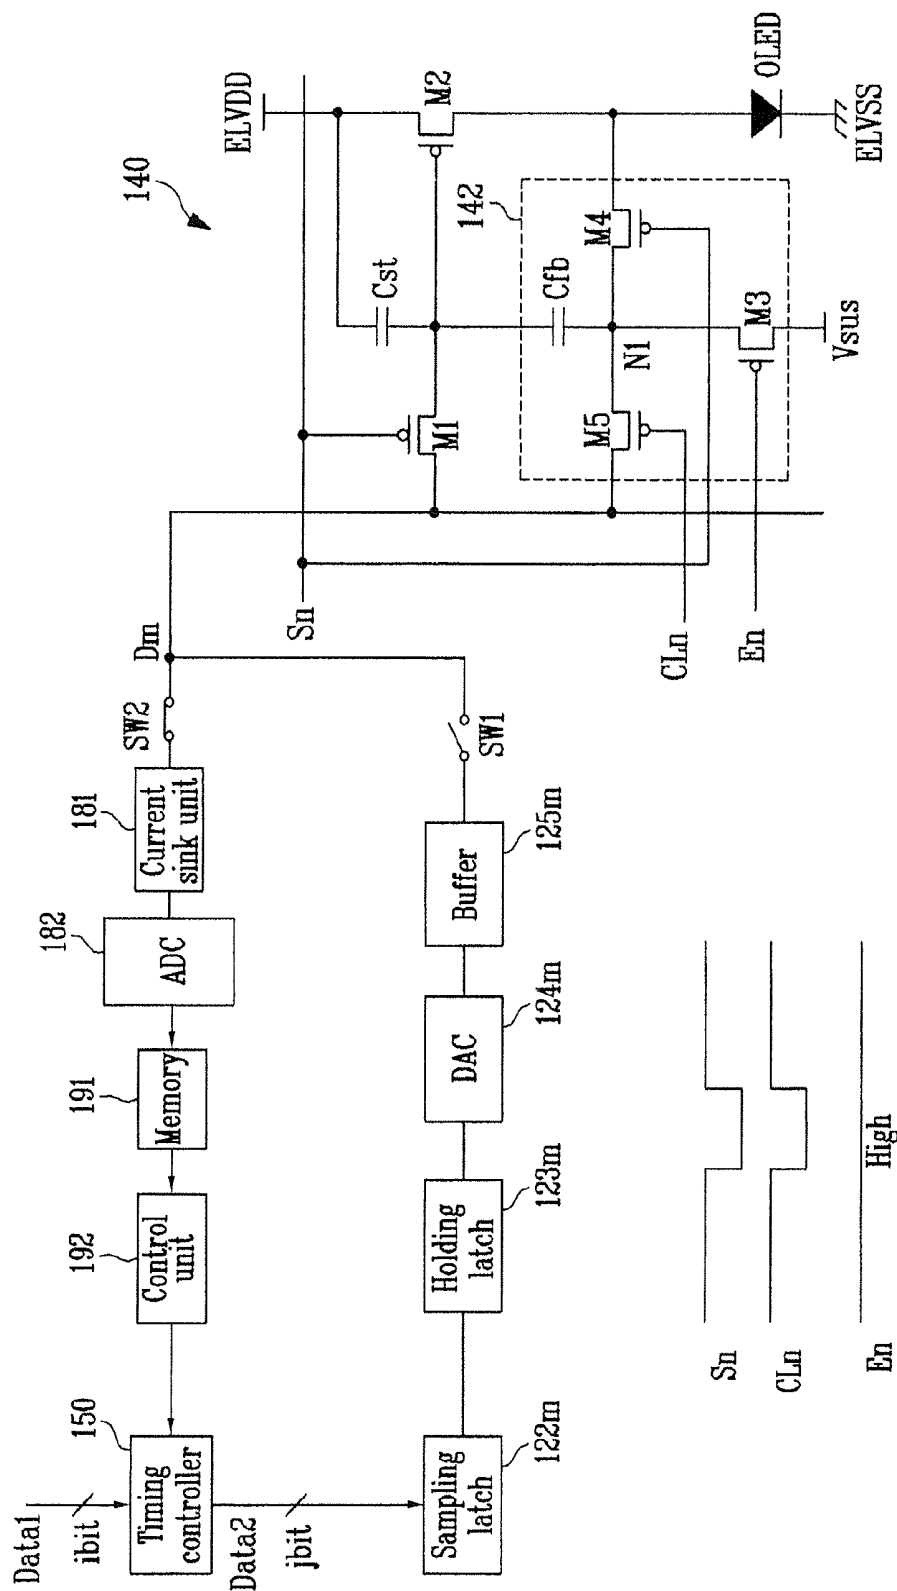 Data1
ibit
150
Timing
controller
Data2
jbit
192
Control
unit
191
Memory
182
ADC
181
Current
sink unit
SW2
Dm
Sampling
latch
122m
Holding
latch
123m
DAC
124m
Buffer
125m
SW1
140
ELVDD
Sn
Cst
M2
M1
142
Cfb
M4
M5
N1
M3
OLED
ELVSS
Vsus
CLn
En
Sn
CLn
En
High